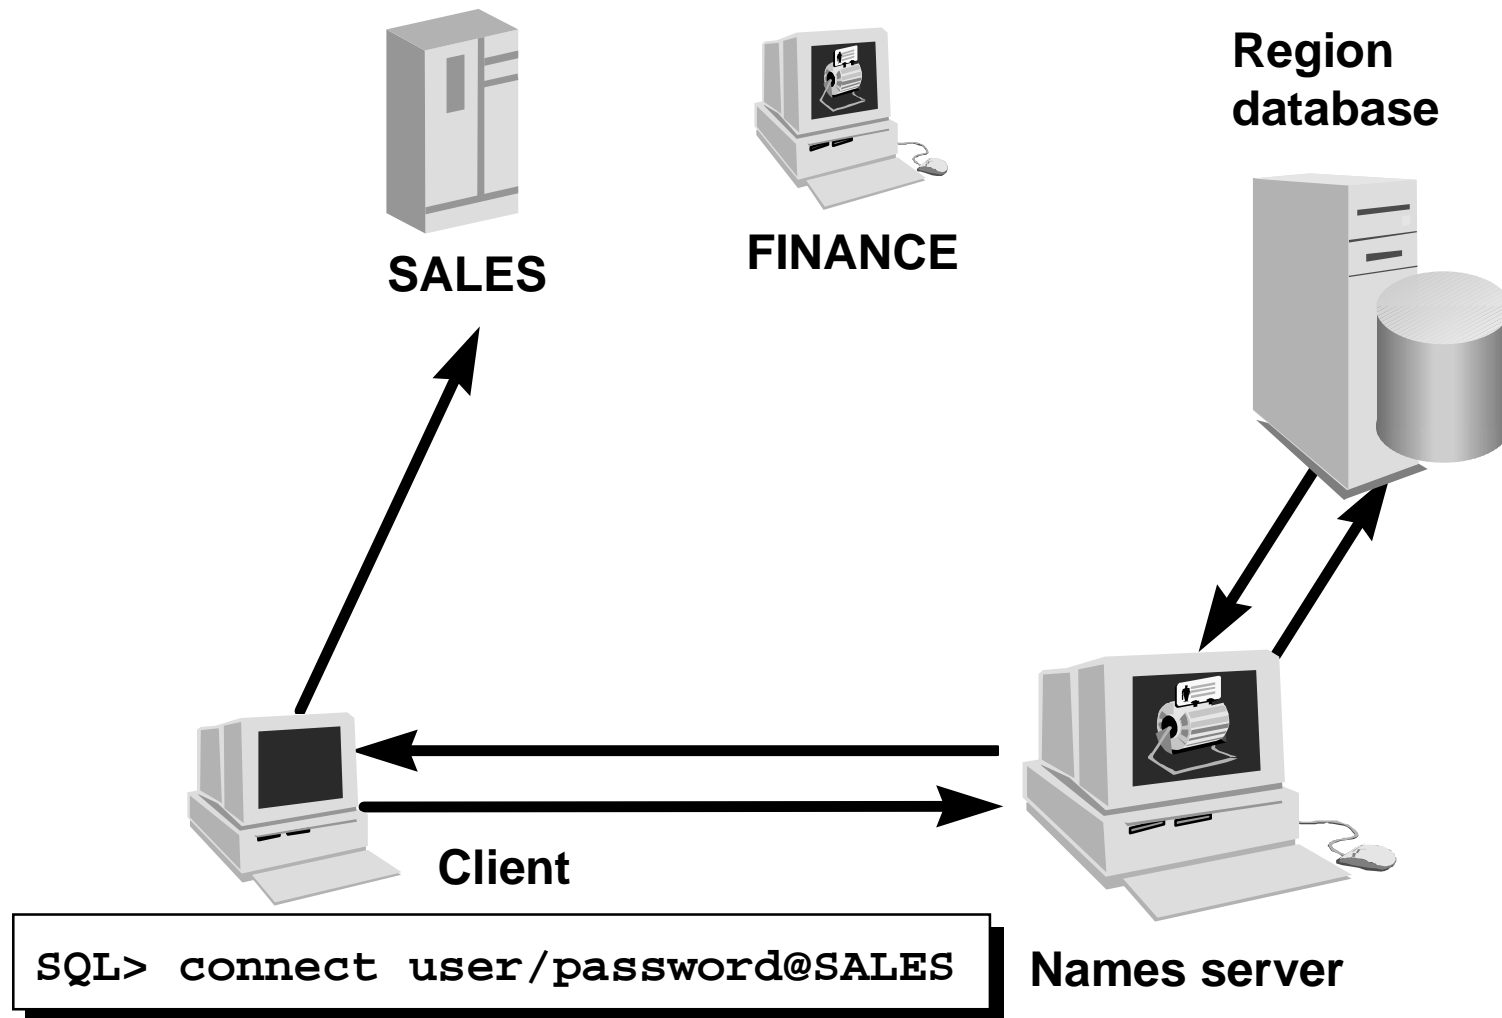 Region
database
FINANCE
SALES
Client
SQL> connect user/password@SALES
Names server